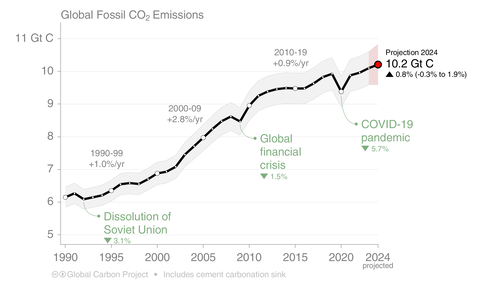 Global Fossil CO₂ Emissions
11 Gt C
10
9
8
7
6
5
1990
1995
2000
2005
2010
2015
2020
2024
projected
1990-99
+1.0%/yr
2000-09
+2.8%/yr
2010-19
+0.9%/yr
Dissolution of
Soviet Union
▼3.1%
Global
financial
crisis
▼1.5%
COVID-19
pandemic
▼5.7%
Projection 2024
10.2 Gt C
▲ 0.8% (-0.3% to 1.9%)
Global Carbon Project • Includes cement carbonation sink